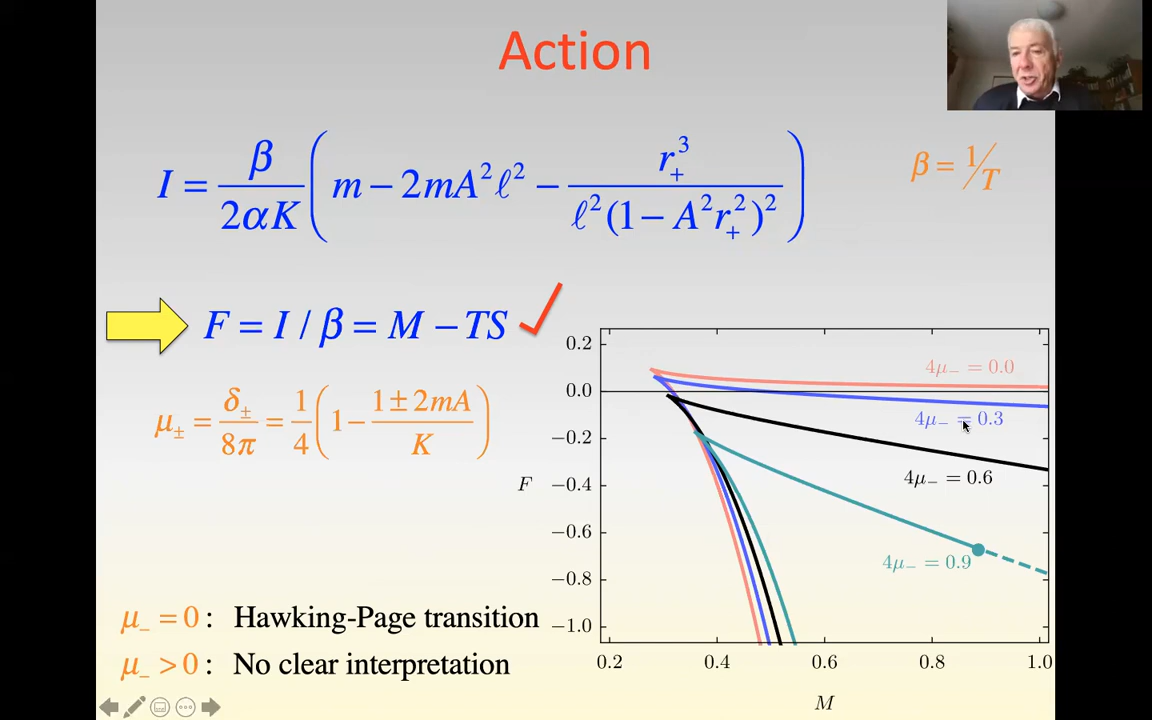 Action
I = β/2αK (m − 2mA²ℓ² − r₊³/ℓ²(1 − A²r₊²)²)
β = 1/T
F = I / β = M − TS ✓
μ± = δ±/8π = 1/4 (1 − 1 ± 2mA/K)
μ₋ = 0 : Hawking-Page transition
μ₋ > 0 : No clear interpretation
0.2
0.0
−0.2
−0.4
−0.6
−0.8
−1.0
F
4μ₋ = 0.0
4μ₋ = 0.3
4μ₋ = 0.6
4μ₋ = 0.9
0.2 0.4 0.6 0.8 1.0
M